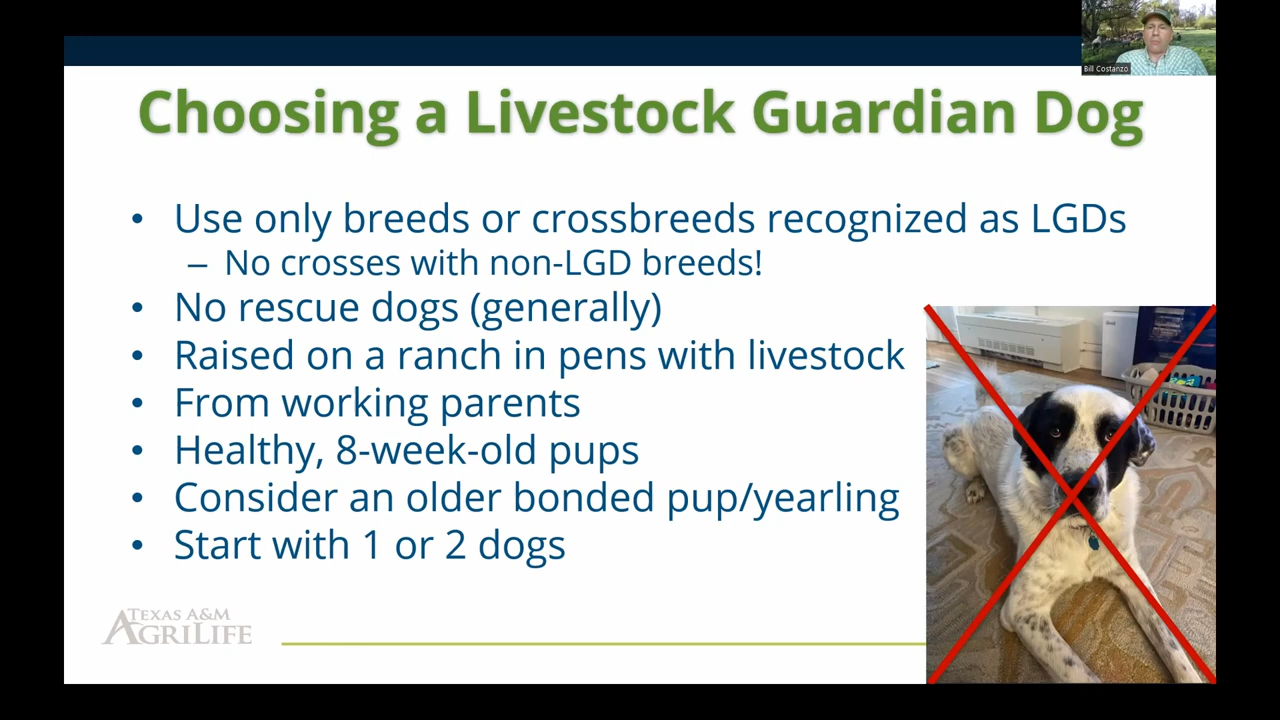 Bill Costanzo
Choosing a Livestock Guardian Dog
• Use only breeds or crossbreeds recognized as LGDs
– No crosses with non-LGD breeds!
• No rescue dogs (generally)
• Raised on a ranch in pens with livestock
• From working parents
• Healthy, 8-week-old pups
• Consider an older bonded pup/yearling
• Start with 1 or 2 dogs
TEXAS A&M
AGRILIFE